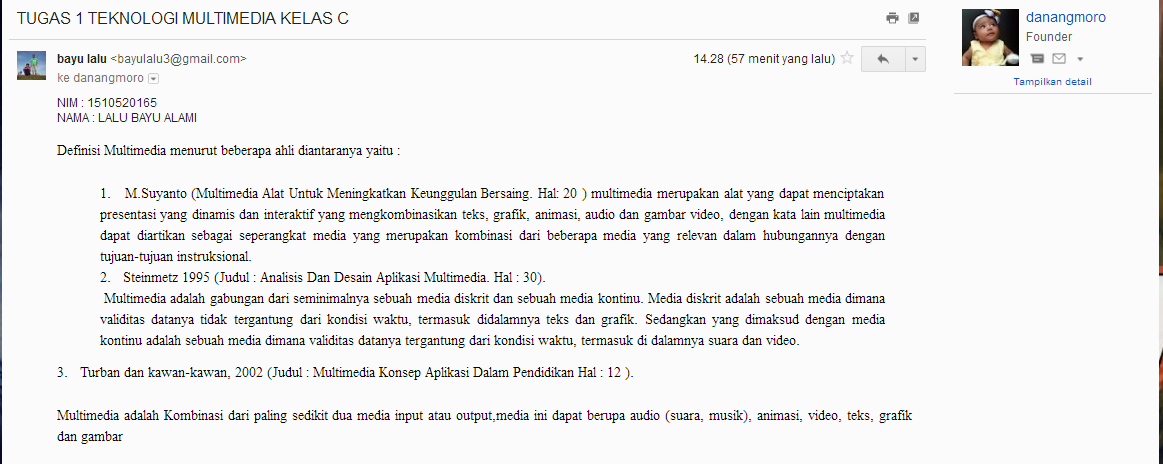 TUGAS 1 TEKNOLOGI MULTIMEDIA KELAS C
bayu lalu <bayulalu3@gmail.com>
14.28 (57 menit yang lalu)
ke danangmoro
danangmoro
Founder
Tampilkan detail
NIM : 1510520165
NAMA : LALU BAYU ALAMI
Definisi Multimedia menurut beberapa ahli diantaranya yaitu :
1. M.Suyanto (Multimedia Alat Untuk Meningkatkan Keunggulan Bersaing. Hal: 20 ) multimedia merupakan alat yang dapat menciptakan
presentasi yang dinamis dan interaktif yang mengkombinasikan teks, grafik, animasi, audio dan gambar video, dengan kata lain multimedia
dapat diartikan sebagai seperangkat media yang merupakan kombinasi dari beberapa media yang relevan dalam hubungannya dengan
tujuan-tujuan instruksional.
2. Steinmetz 1995 (Judul : Analisis Dan Desain Aplikasi Multimedia. Hal : 30).
Multimedia adalah gabungan dari seminimalnya sebuah media diskrit dan sebuah media kontinu. Media diskrit adalah sebuah media dimana
validitas datanya tidak tergantung dari kondisi waktu, termasuk didalamnya teks dan grafik. Sedangkan yang dimaksud dengan media
kontinu adalah sebuah media dimana validitas datanya tergantung dari kondisi waktu, termasuk di dalamnya suara dan video.
3. Turban dan kawan-kawan, 2002 (Judul : Multimedia Konsep Aplikasi Dalam Pendidikan Hal : 12 ).
Multimedia adalah Kombinasi dari paling sedikit dua media input atau output,media ini dapat berupa audio (suara, musik), animasi, video, teks, grafik
dan gambar